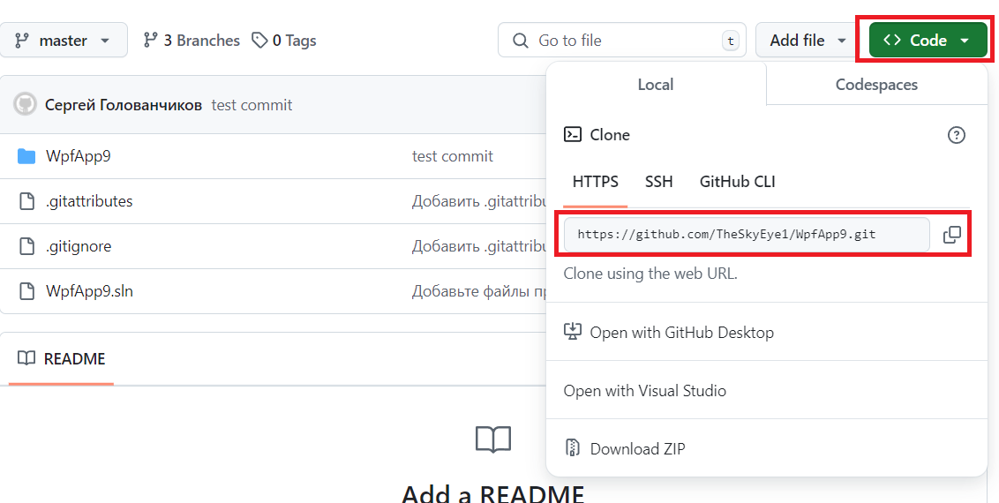 master 3 Branches 0 Tags Go to file t Add file Code
Local Codespaces
Сергей Голованчиков test commit
Clone
WpfApp9 test commit
HTTPS SSH GitHub CLI
.gitattributes Добавить .gitattribu
https://github.com/TheSkyEye1/WpfApp9.git
.gitignore Добавить .gitattribu
Clone using the web URL.
WpfApp9.sln Добавьте файлы пр
Open with GitHub Desktop
README
Open with Visual Studio
Download ZIP
Add a README